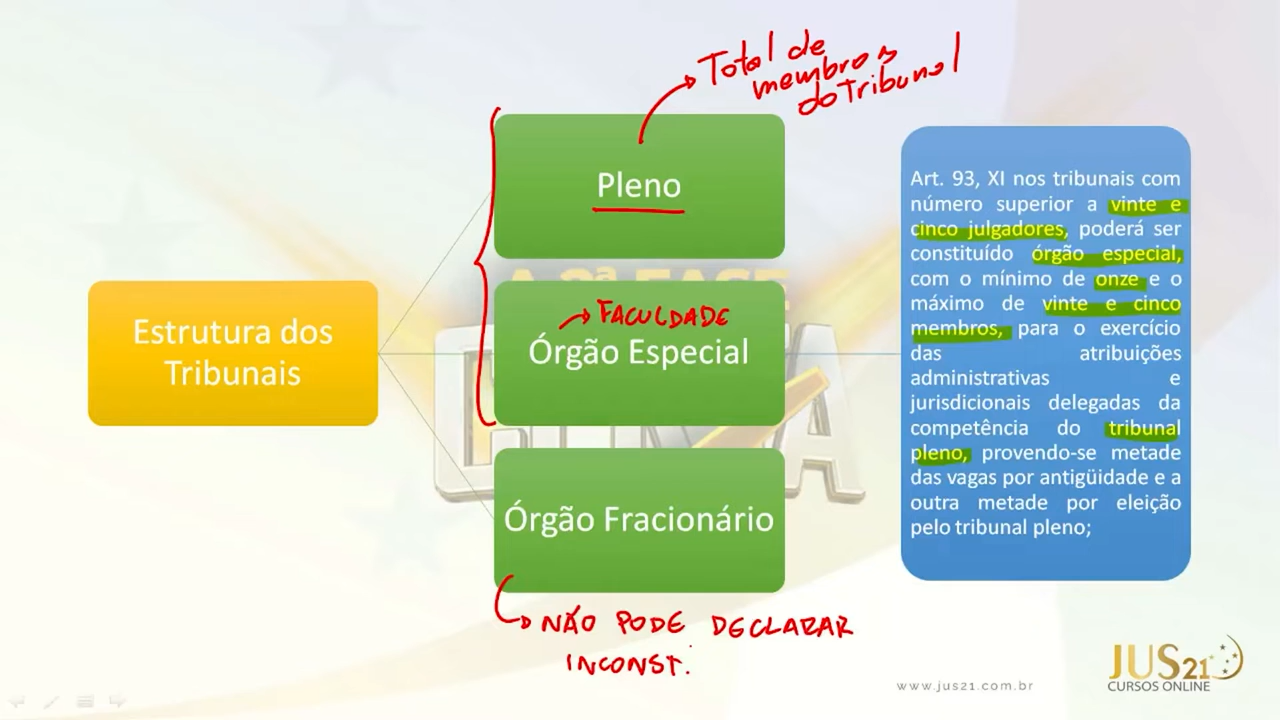 Total de
membros
do Tribunal
Pleno
FACULDADE
Órgão Especial
Estrutura dos
Tribunais
Órgão Fracionário
NÃO PODE DECLARAR
INCONST.
Art. 93, XI nos tribunais com
número superior a vinte e
cinco julgadores, poderá ser
constituído órgão especial,
com o mínimo de onze e o
máximo de vinte e cinco
membros, para o exercício
das atribuições
administrativas e
jurisdicionais delegadas da
competência do tribunal
pleno, provendo-se metade
das vagas por antigüidade e a
outra metade por eleição
pelo tribunal pleno;
JUS21
CURSOS ONLINE
www.jus21.com.br